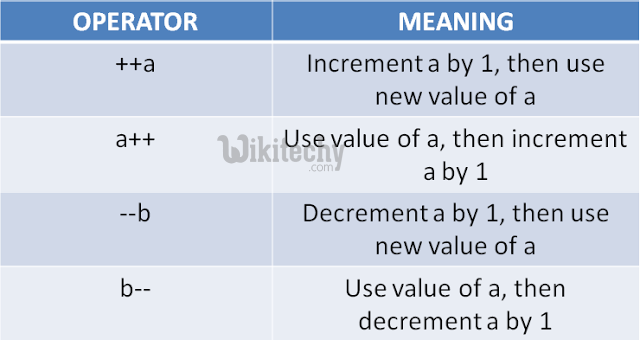 OPERATOR MEANING
++a Increment a by 1, then use
new value of a
a++ Use value of a, then increment
a by 1
Wikitechy
.com
--b Decrement a by 1, then use
new value of a
b-- Use value of a, then
decrement a by 1